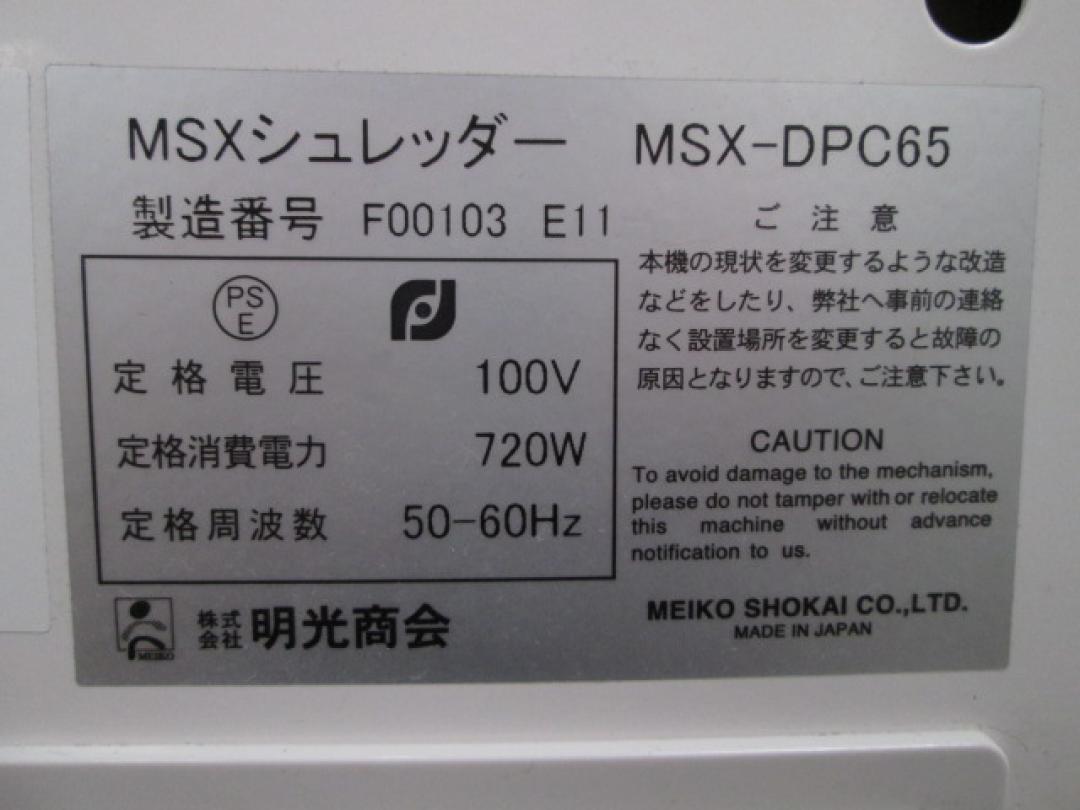 MSXシュレッダー MSX-DPC65
製造番号 F00103 E11
PS
E
定格電圧 100V
定格消費電力 720W
定格周波数 50-60Hz
ご注意
本機の現状を変更するような改造
などをしたり、弊社へ事前の連絡
なく設置場所を変更すると故障の
原因となりますので、ご注意下さい。
CAUTION
To avoid damage to the mechanism,
please do not tamper with or relocate
this machine without advance
notification to us.
MEIKO
株式
会社 明光商会
MEIKO SHOKAI CO.,LTD.
MADE IN JAPAN